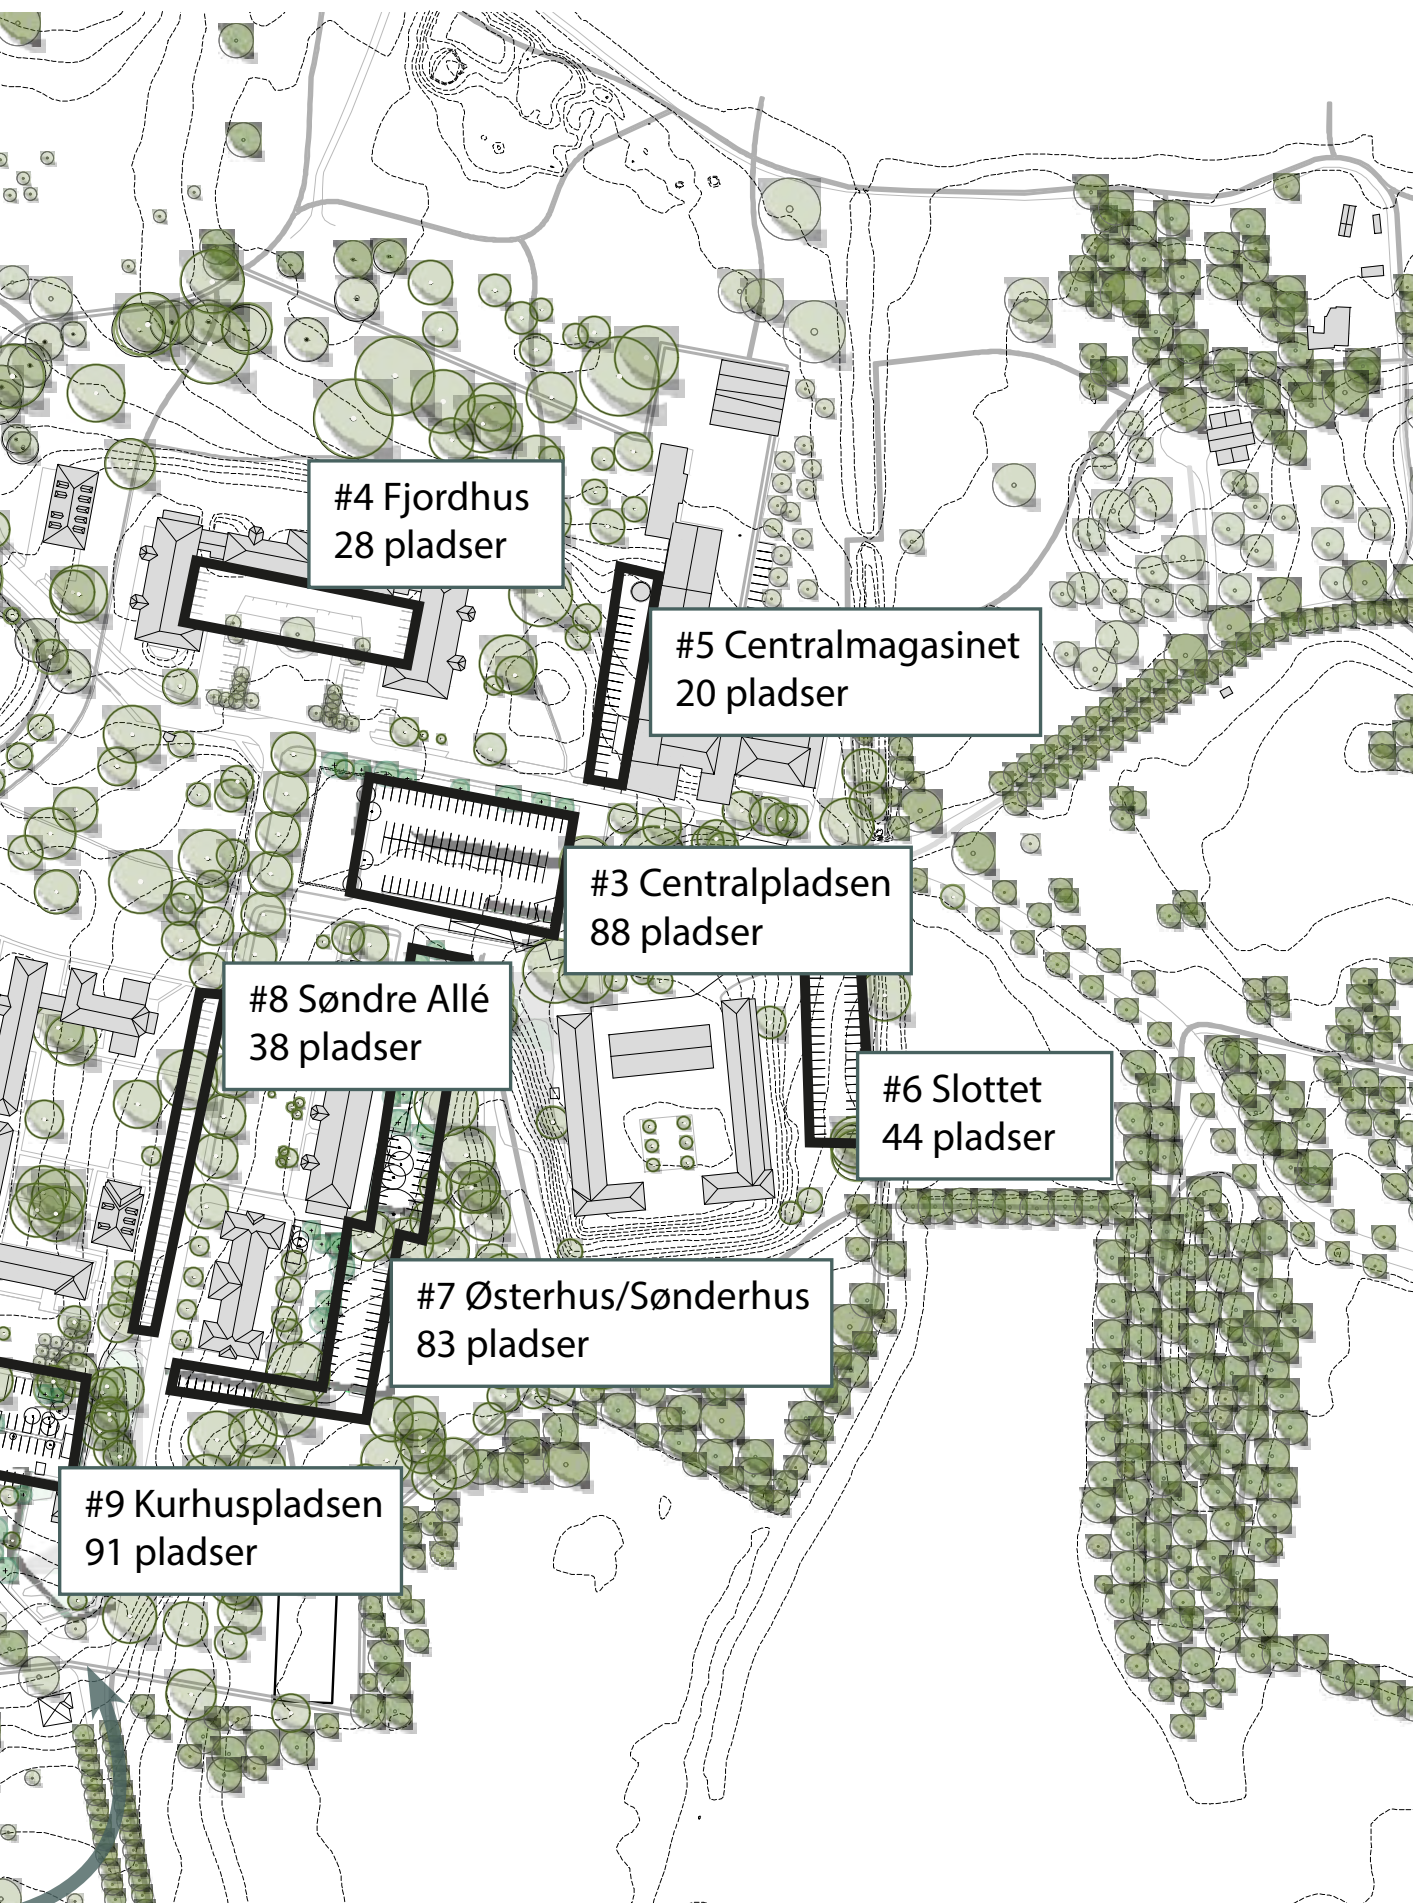 #4 Fjordhus
28 pladser
#5 Centralmagasinet
20 pladser
#3 Centralpladsen
88 pladser
#8 Søndre Allé
38 pladser
#6 Slottet
44 pladser
#7 Østerhus/Sønderhus
83 pladser
#9 Kurhuspladsen
91 pladser